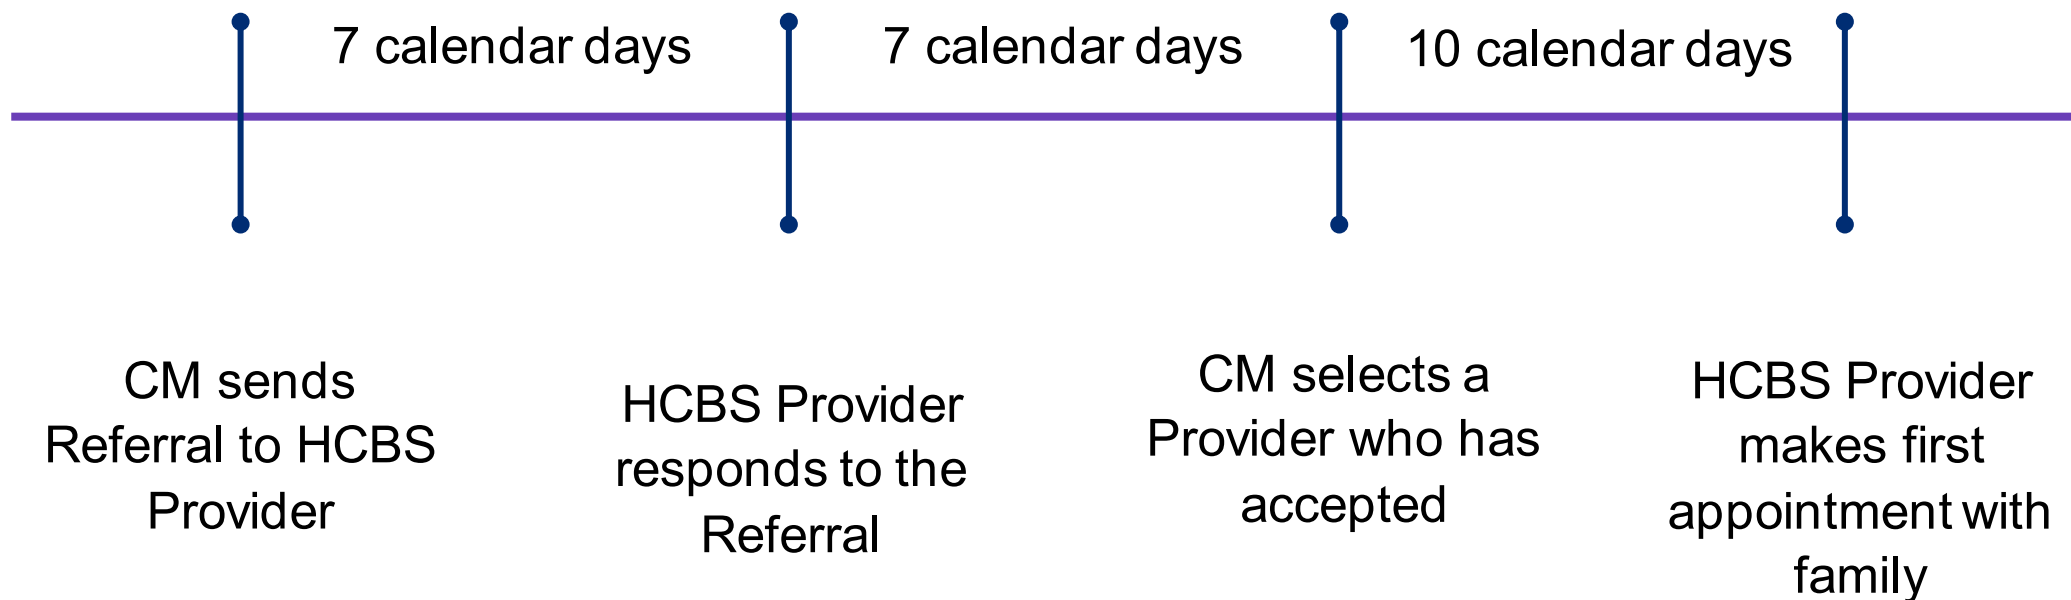 7 calendar days
7 calendar days
10 calendar days
CM sends
Referral to HCBS
Provider
HCBS Provider
responds to the
Referral
CM selects a
Provider who has
accepted
HCBS Provider
makes first
appointment with
family